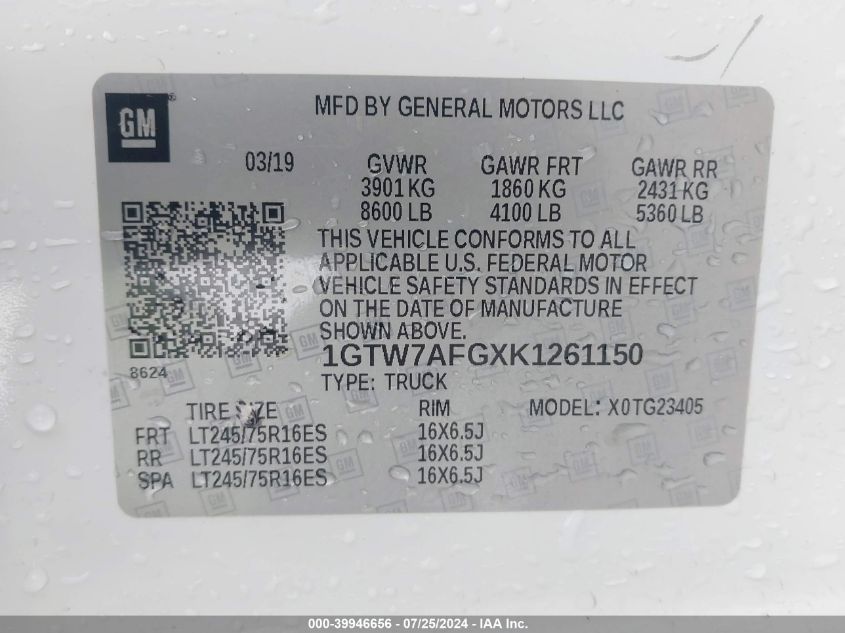 GM®
MFD BY GENERAL MOTORS LLC
03/19 GVWR GAWR FRT GAWR RR
3901 KG 1860 KG 2431 KG
8600 LB 4100 LB 5360 LB
THIS VEHICLE CONFORMS TO ALL
APPLICABLE U.S. FEDERAL MOTOR
VEHICLE SAFETY STANDARDS IN EFFECT
ON THE DATE OF MANUFACTURE
SHOWN ABOVE.
1GTW7AFGXK1261150
8624
TYPE: TRUCK
TIRE SIZE RIM MODEL: X0TG23405
FRT LT245/75R16ES 16X6.5J
RR LT245/75R16ES 16X6.5J
SPA LT245/75R16ES 16X6.5J
000-39946656 - 07/25/2024 - IAA Inc.